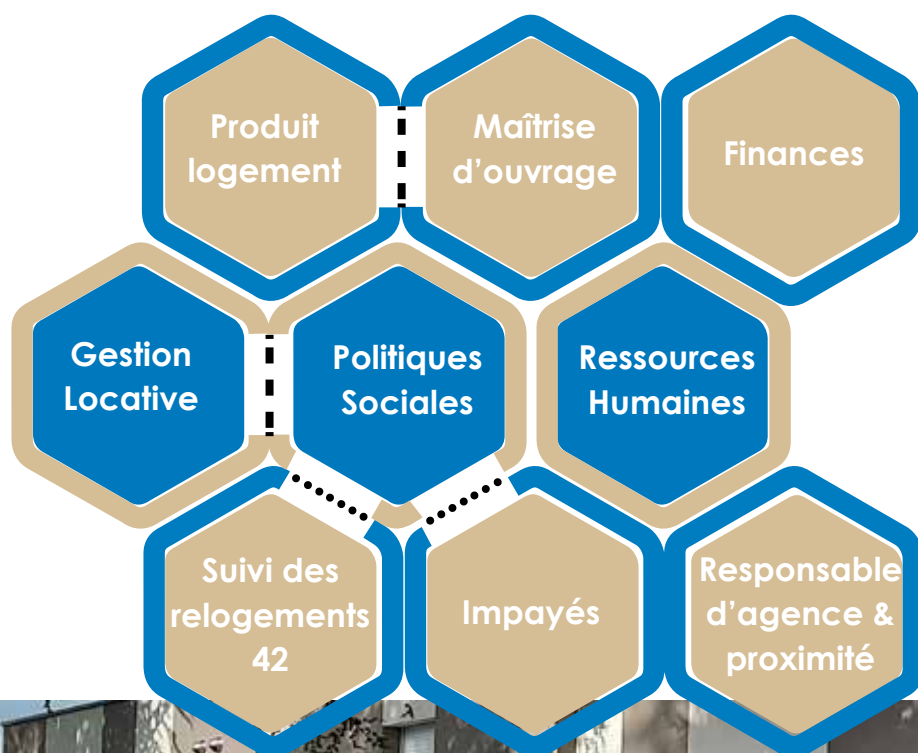 Produit
logement
Maîtrise
d’ouvrage
Finances
Gestion
Locative
Politiques
Sociales
Ressources
Humaines
Suivi des
relogements
42
Impayés
Responsable
d’agence &
proximité